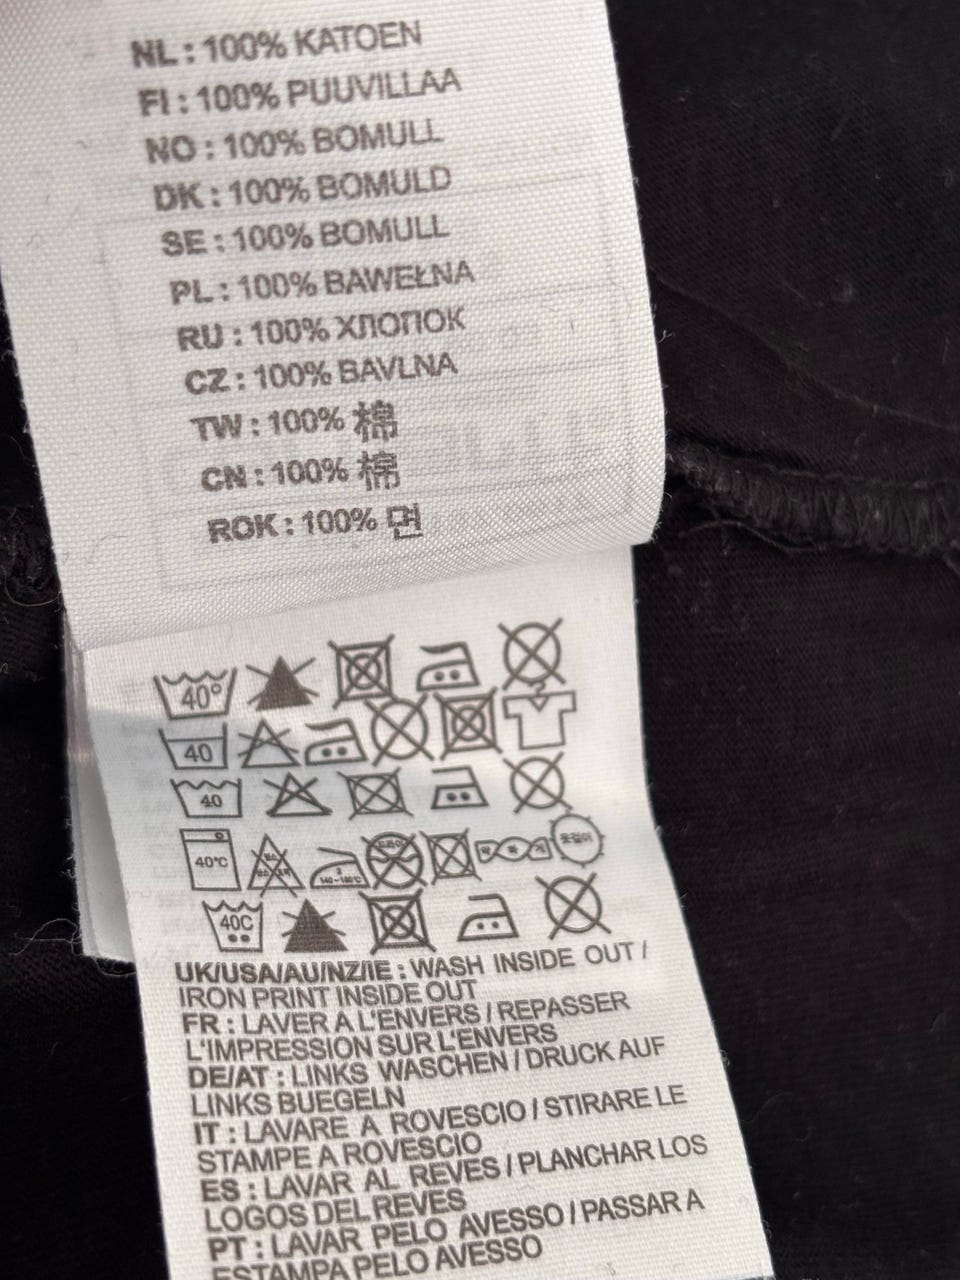 NL : 100% KATOEN
FI : 100% PUUVILLAA
NO : 100% BOMULL
DK : 100% BOMULD
SE : 100% BOMULL
PL : 100% BAWEŁNA
RU : 100% ХЛОПОК
CZ : 100% BAVLNA
TW : 100% 棉
CN : 100% 棉
ROK : 100% 면
40°
40
40
40°C
40C
UK/USA/AU/NZ/IE : WASH INSIDE OUT /
IRON PRINT INSIDE OUT
FR : LAVER A L'ENVERS / REPASSER
L'IMPRESSION SUR L'ENVERS
DE/AT : LINKS WASCHEN / DRUCK AUF
LINKS BUEGELN
IT : LAVARE A ROVESCIO / STIRARE LE
STAMPE A ROVESCIO
ES : LAVAR AL REVES / PLANCHAR LOS
LOGOS DEL REVES
PT : LAVAR PELO AVESSO / PASSAR A
ESTAMPA PELO AVESSO